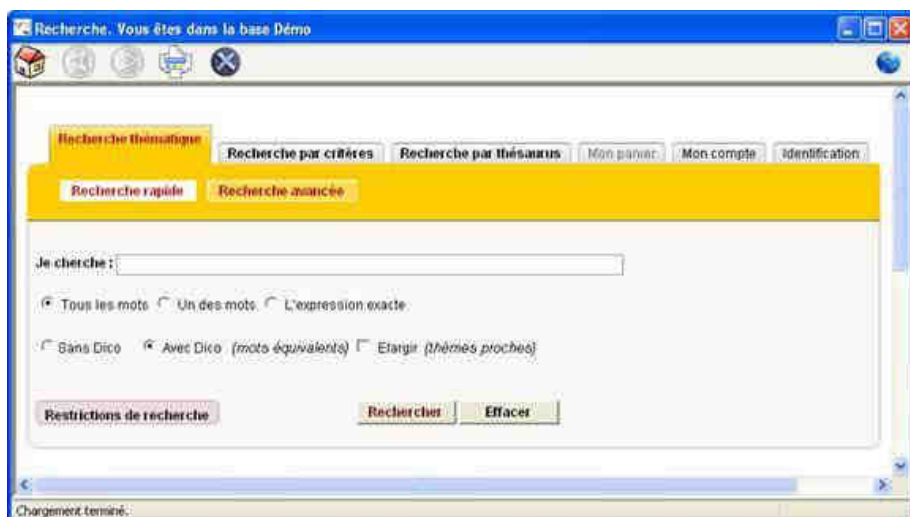 Recherche. Vous êtes dans la base Démo
Recherche thématique Recherche par critères Recherche par thésaurus Mon panier Mon compte Identification
Recherche rapide Recherche avancée
Je cherche :
Tous les mots Un des mots L'expression exacte
Sans Dico Avec Dico (mots équivalents) Elargir (thèmes proches)
Restrictions de recherche Rechercher Effacer
Chargement terminé.